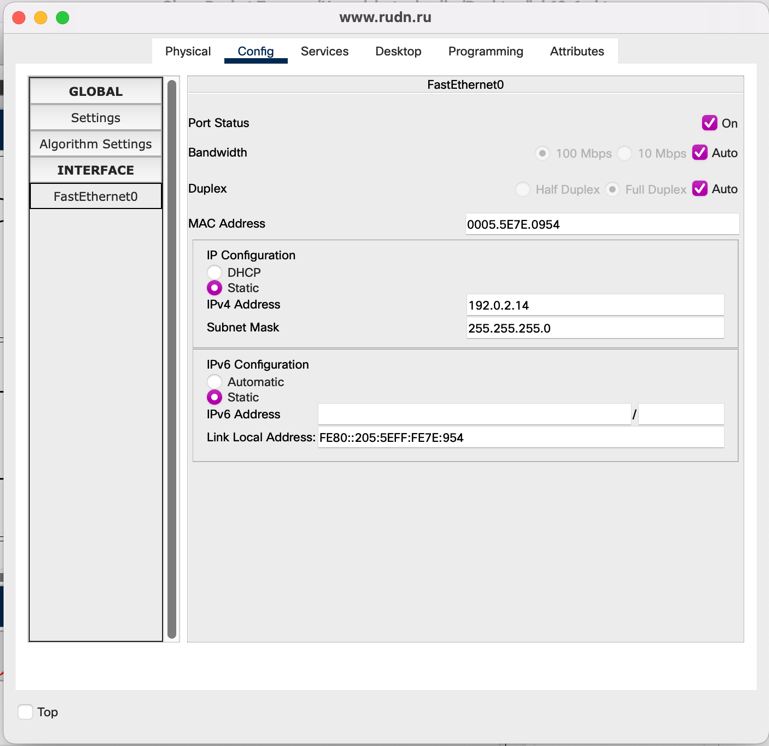 www.rudn.ru
Physical Config Services Desktop Programming Attributes
GLOBAL
Settings
Algorithm Settings
INTERFACE
FastEthernet0
FastEthernet0
Port Status On
Bandwidth 100 Mbps 10 Mbps Auto
Duplex Half Duplex Full Duplex Auto
MAC Address 0005.5E7E.0954
IP Configuration
DHCP
Static
IPv4 Address 192.0.2.14
Subnet Mask 255.255.255.0
IPv6 Configuration
Automatic
Static
IPv6 Address /
Link Local Address: FE80::205:5EFF:FE7E:954
Top